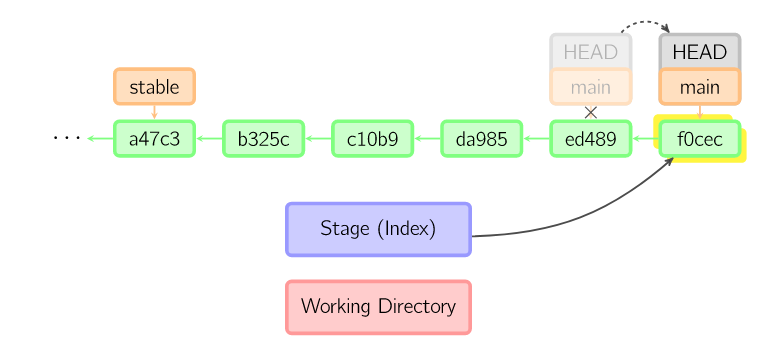 HEAD HEAD
stable main main
··· a47c3 b325c c10b9 da985 ed489 f0cec
Stage (Index)
Working Directory